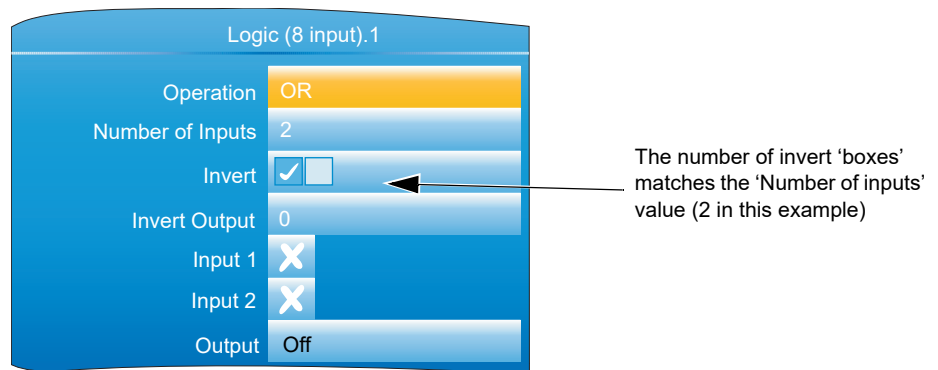 Logic (8 input).1
Operation OR
Number of Inputs 2
Invert
Invert Output 0
Input 1
Input 2
Output Off
The number of invert ‘boxes’
matches the ‘Number of inputs’
value (2 in this example)